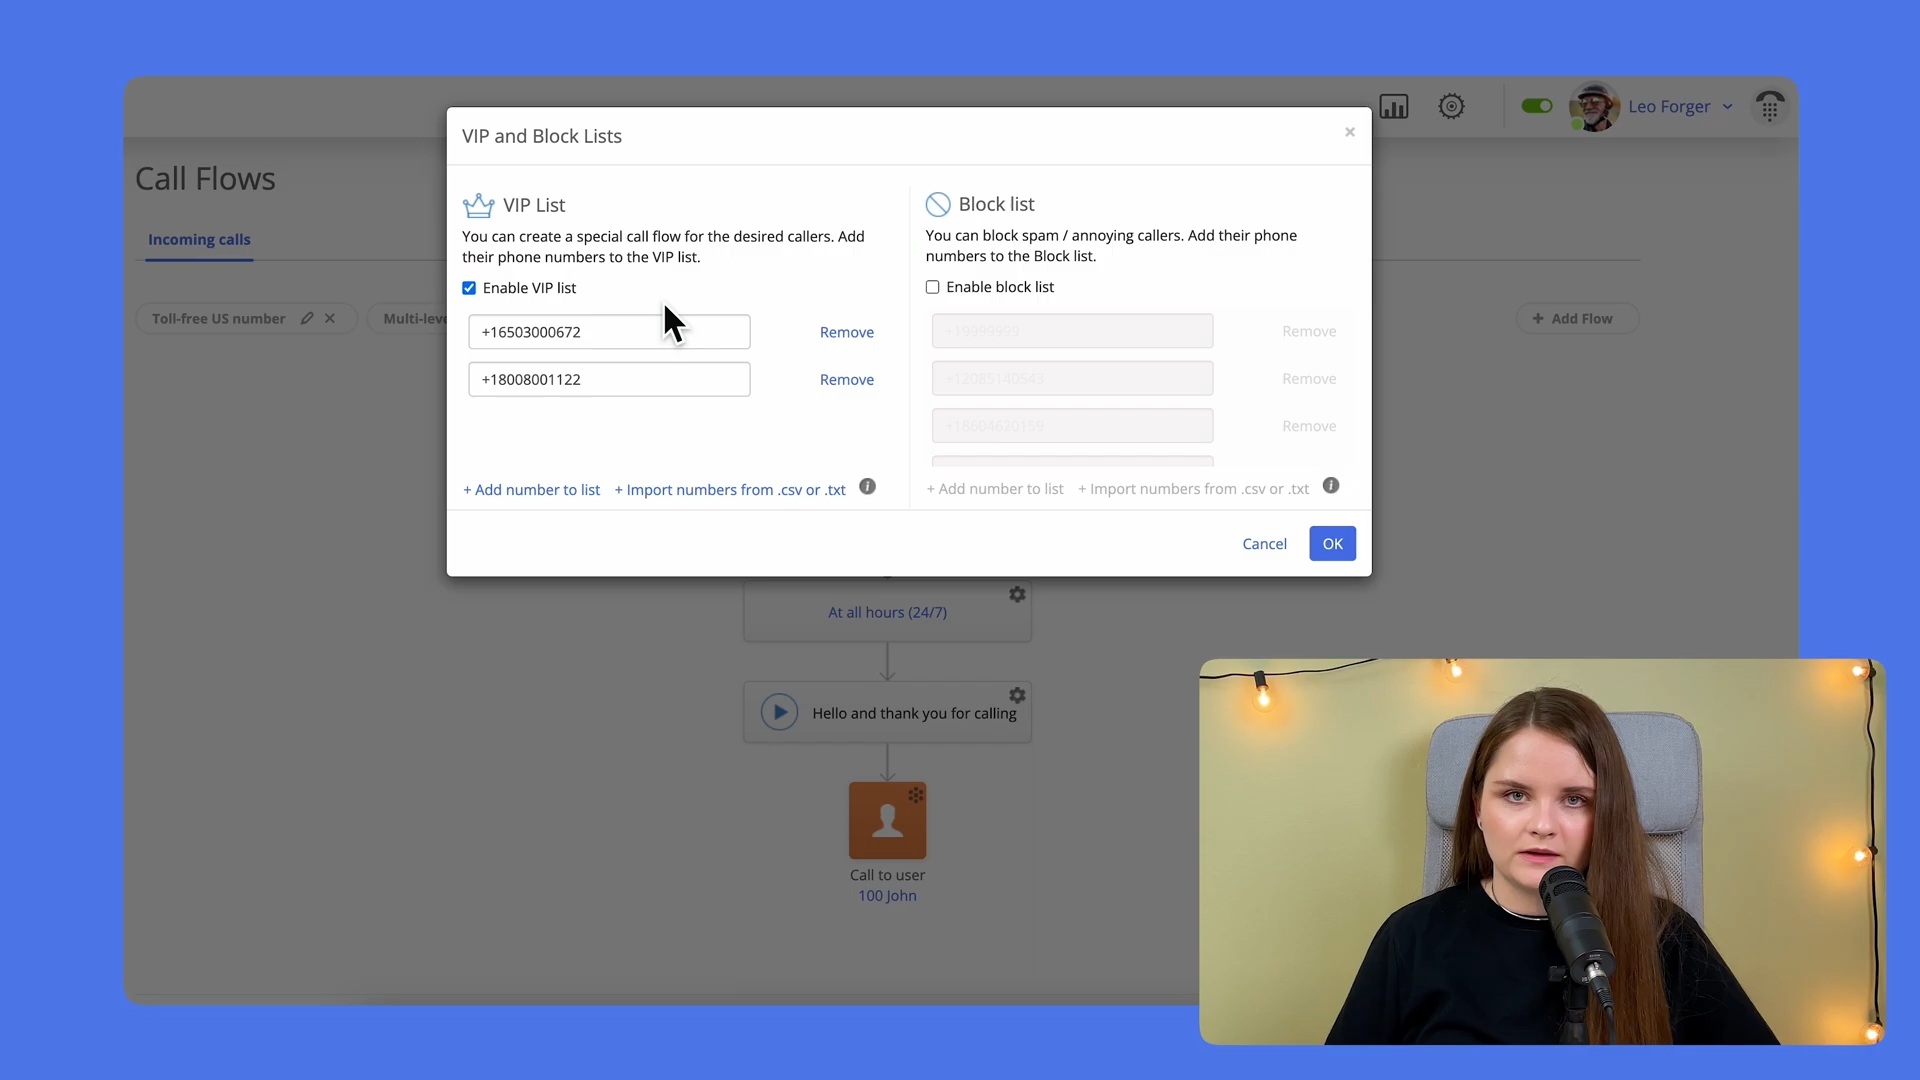 Leo Forger
VIP and Block Lists
×
Call Flows
Incoming calls
Toll-free US number
Multi-leve
+ Add Flow
VIP List
You can create a special call flow for the desired callers. Add
their phone numbers to the VIP list.
Enable VIP list
+16503000672
Remove
+18008001122
Remove
+ Add number to list
+ Import numbers from .csv or .txt
i
Block list
You can block spam / annoying callers. Add their phone
numbers to the Block list.
Enable block list
+19999999
Remove
+12085140543
Remove
+18604620159
Remove
+ Add number to list
+ Import numbers from .csv or .txt
i
Cancel
OK
At all hours (24/7)
Hello and thank you for calling
Call to user
100 John